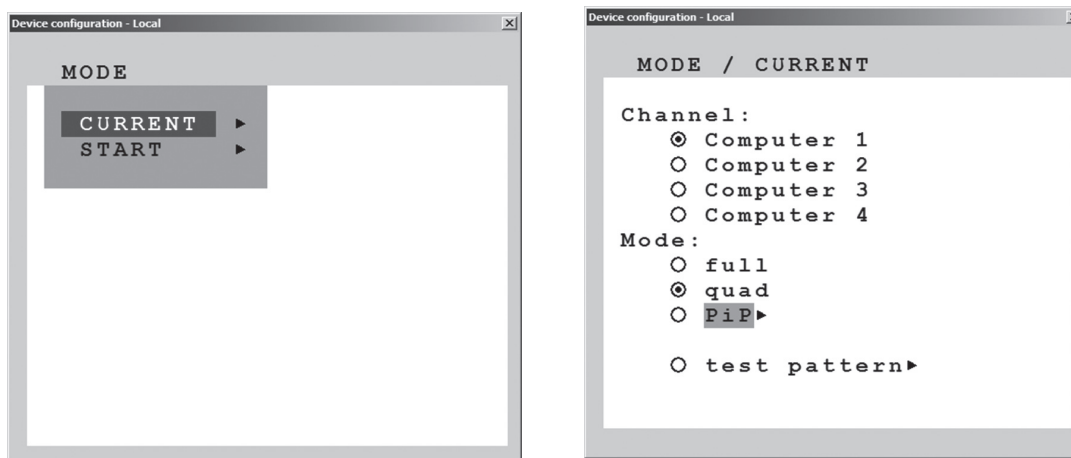 Device configuration - Local
MODE
CURRENT
START
Device configuration - Local
MODE / CURRENT
Channel:
Computer 1
Computer 2
Computer 3
Computer 4
Mode:
full
quad
PiP
test pattern